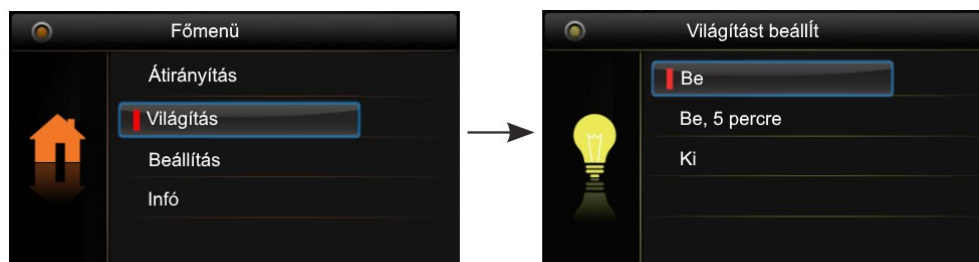 Főmenü
Átirányítás
Világítás
Beállítás
Infó
Világítást beállÍt
Be
Be, 5 percre
Ki